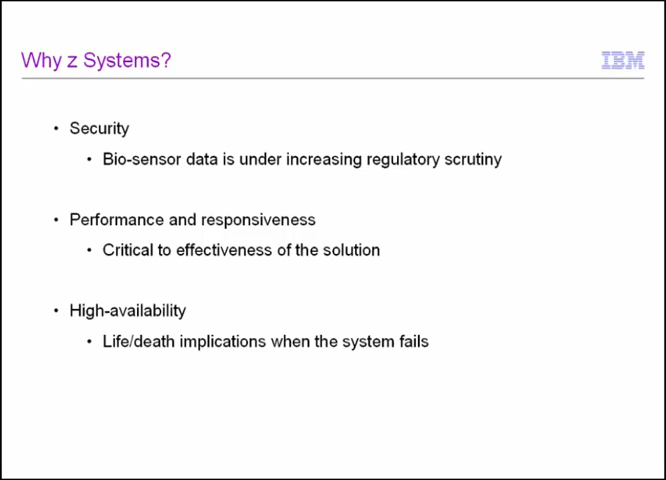 Why z Systems?
IBM
• Security
• Bio-sensor data is under increasing regulatory scrutiny
• Performance and responsiveness
• Critical to effectiveness of the solution
• High-availability
• Life/death implications when the system fails